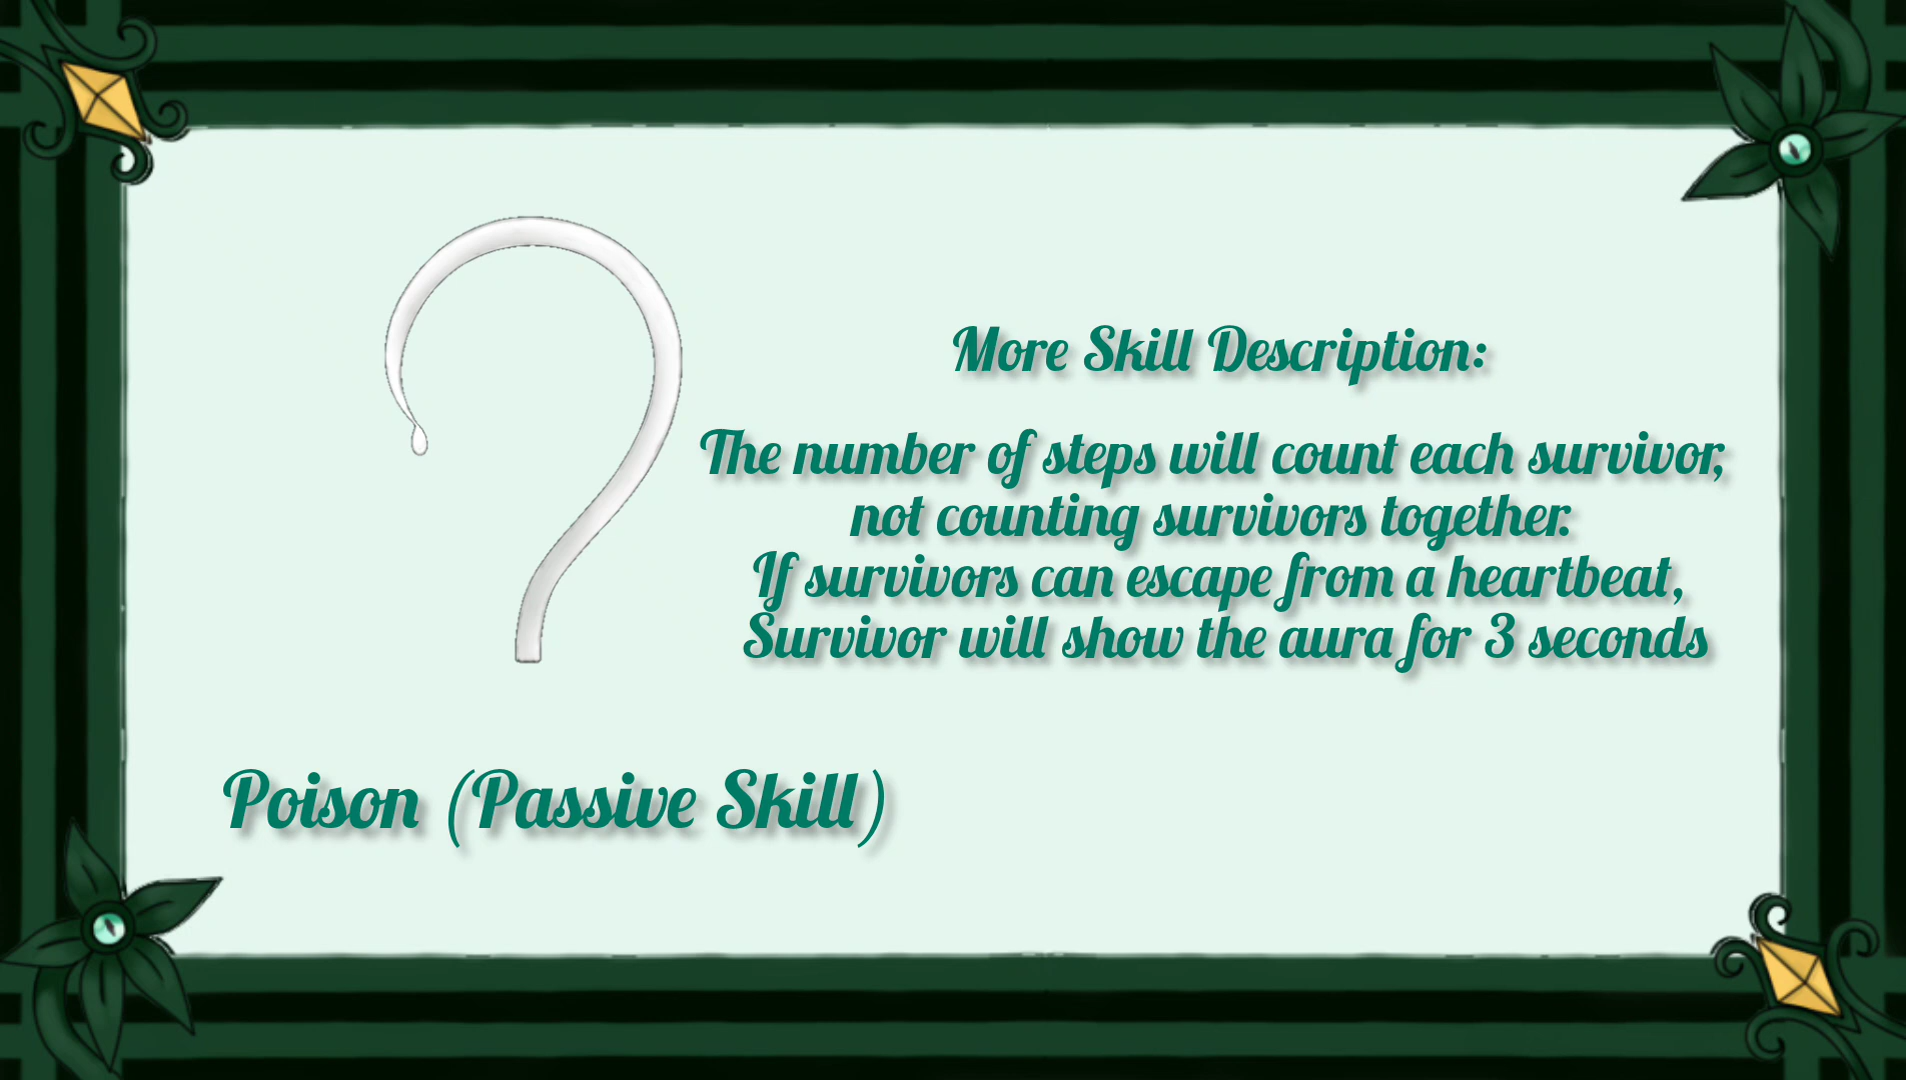 More Skill Description:
The number of steps will count each survivor,
not counting survivors together.
If survivors can escape from a heartbeat,
Survivor will show the aura for 3 seconds
Poison (Passive Skill)